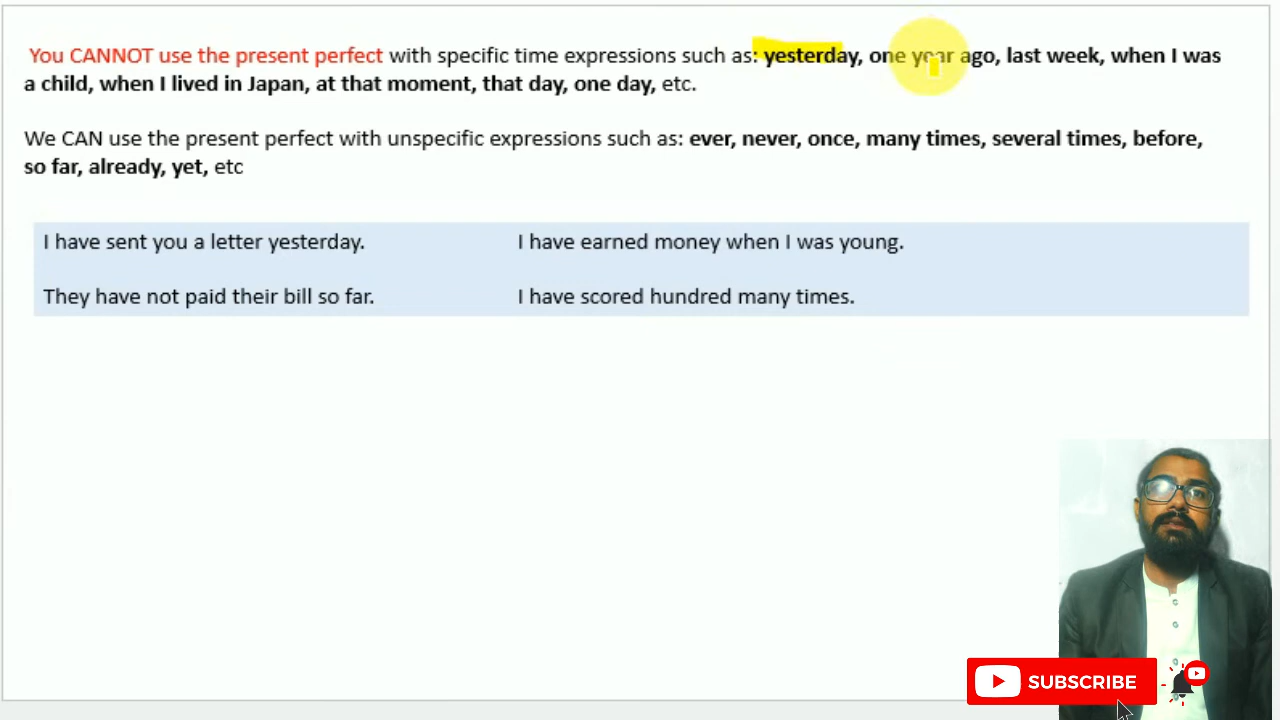 You CANNOT use the present perfect with specific time expressions such as: yesterday, one year ago, last week, when I was
a child, when I lived in Japan, at that moment, that day, one day, etc.
We CAN use the present perfect with unspecific expressions such as: ever, never, once, many times, several times, before,
so far, already, yet, etc
I have sent you a letter yesterday. I have earned money when I was young.
They have not paid their bill so far. I have scored hundred many times.
SUBSCRIBE